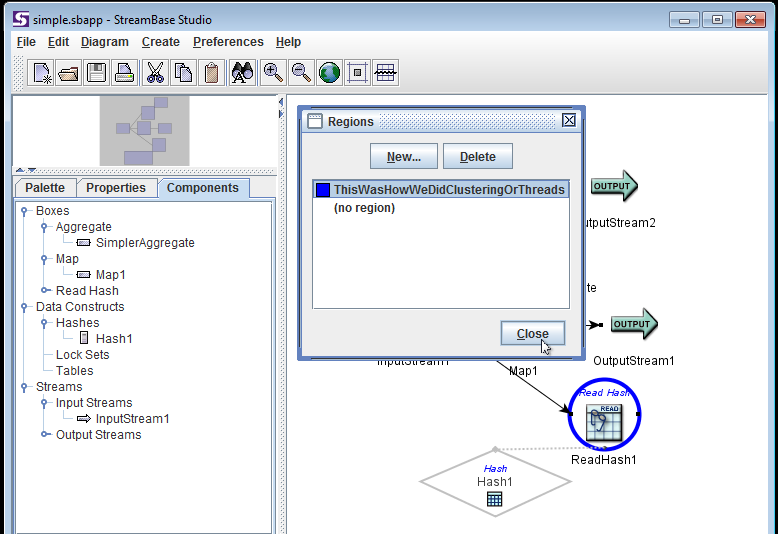 simple.sbapp - StreamBase Studio
File Edit Diagram Create Preferences Help
Regions
New... Delete
ThisWasHowWeDidClusteringOrThreads
(no region)
Close
Palette Properties Components
Boxes
Aggregate
SimplerAggregate
Map
Map1
Read Hash
Data Constructs
Hashes
Hash1
Lock Sets
Tables
Streams
Input Streams
InputStream1
Output Streams
OUTPUT
utputStream2
te
OUTPUT
OutputStream1
InputStream1
Map1
Read Hash
READ
ReadHash1
Hash
Hash1